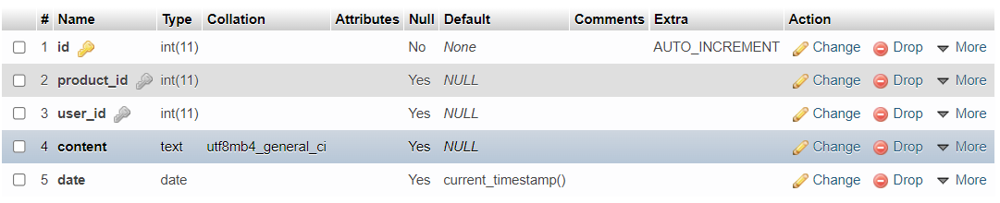 # Name Type Collation Attributes Null Default Comments Extra Action
1 id int(11) No None AUTO_INCREMENT Change Drop More
2 product_id int(11) Yes NULL Change Drop More
3 user_id int(11) Yes NULL Change Drop More
4 content text utf8mb4_general_ci Yes NULL Change Drop More
5 date date Yes current_timestamp() Change Drop More